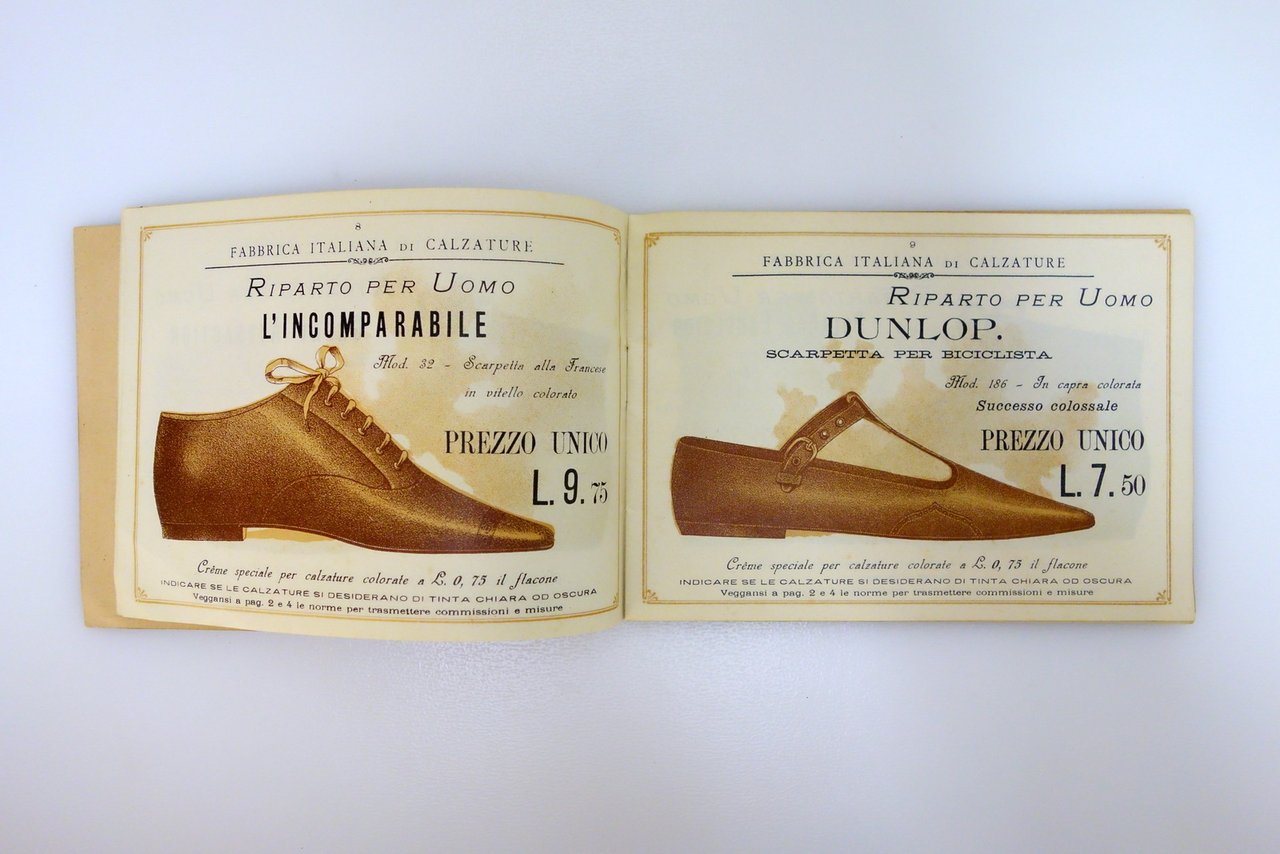 8
FABBRICA ITALIANA DI CALZATURE
RIPARTO PER UOMO
L'INCOMPARABILE
Mod. 32 - Scarpetta alla Francese
in vitello colorato
PREZZO UNICO
L. 9. 75
Crême speciale per calzature colorate a L. 0, 75 il flacone
INDICARE SE LE CALZATURE SI DESIDERANO DI TINTA CHIARA OD OSCURA
Veggansi a pag. 2 e 4 le norme per trasmettere commissioni e misure
9
FABBRICA ITALIANA DI CALZATURE
RIPARTO PER UOMO
DUNLOP.
SCARPETTA PER BICICLISTA
Mod. 186 - In capra colorata
Successo colossale
PREZZO UNICO
L. 7. 50
Crême speciale per calzature colorate a L. 0, 75 il flacone
INDICARE SE LE CALZATURE SI DESIDERANO DI TINTA CHIARA OD OSCURA
Veggansi a pag. 2 e 4 le norme per trasmettere commissioni e misure